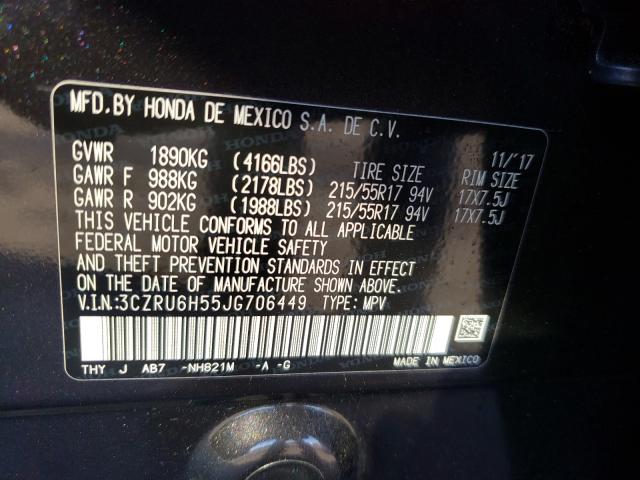 MFD.BY HONDA DE MEXICO S.A. DE C.V.
11/'17
GVWR 1890KG (4166LBS) TIRE SIZE RIM SIZE
GAWR F 988KG (2178LBS) 215/55R17 94V 17X7.5J
GAWR R 902KG (1988LBS) 215/55R17 94V 17X7.5J
THIS VEHICLE CONFORMS TO ALL APPLICABLE
FEDERAL MOTOR VEHICLE SAFETY
AND THEFT PREVENTION STANDARDS IN EFFECT
ON THE DATE OF MANUFACTURE SHOWN ABOVE.
V.I.N.:3CZRU6H55JG706449 TYPE: MPV
THY J AB7 -NH821M -A -G
MADE IN MEXICO